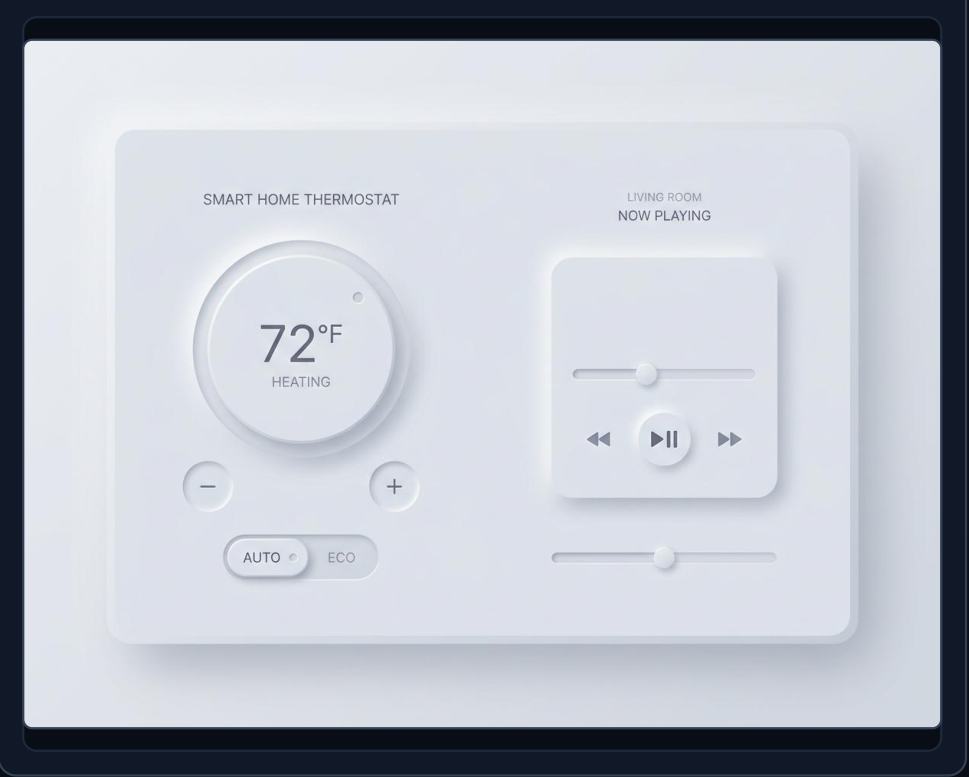 SMART HOME THERMOSTAT
72°F
HEATING
AUTO
ECO
LIVING ROOM
NOW PLAYING